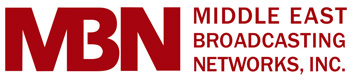 MBN
MIDDLE EAST
BROADCASTING
NETWORKS, INC.